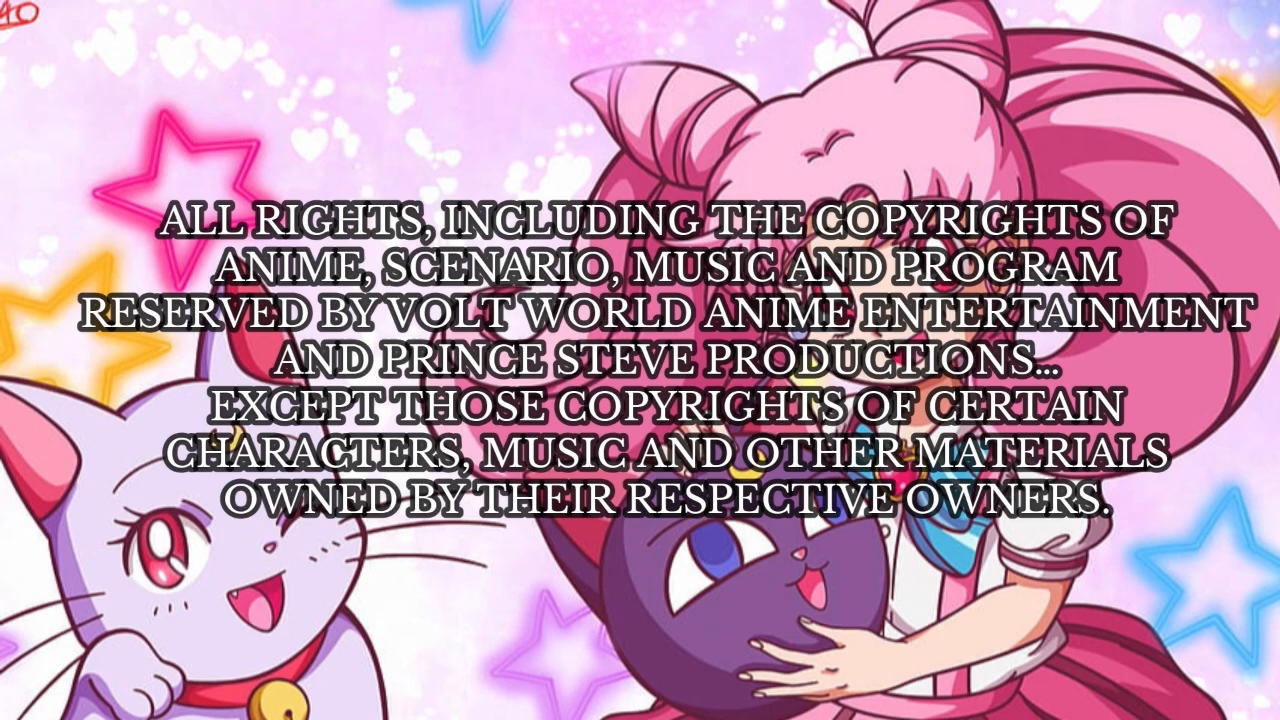 ALL RIGHTS, INCLUDING THE COPYRIGHTS OF
ANIME, SCENARIO, MUSIC AND PROGRAM
RESERVED BY VOLT WORLD ANIME ENTERTAINMENT
AND PRINCE STEVE PRODUCTIONS...
EXCEPT THOSE COPYRIGHTS OF CERTAIN
CHARACTERS, MUSIC AND OTHER MATERIALS
OWNED BY THEIR RESPECTIVE OWNERS.